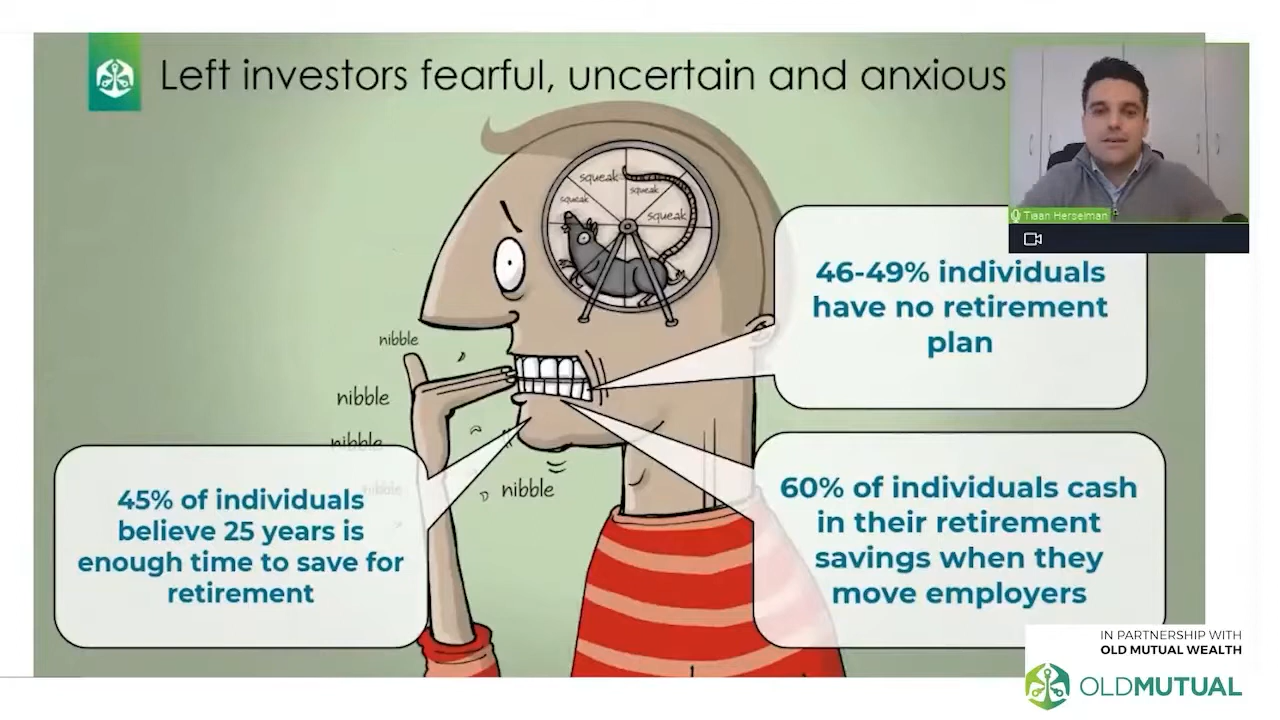 Left investors fearful, uncertain and anxious
squeak
squeak
squeak
squeak
Tiaan Herselman
46-49% individuals
have no retirement
plan
nibble
nibble
nibble
nibble
nibble
45% of individuals
believe 25 years is
enough time to save for
retirement
60% of individuals cash
in their retirement
savings when they
move employers
IN PARTNERSHIP WITH
OLD MUTUAL WEALTH
OLDMUTUAL